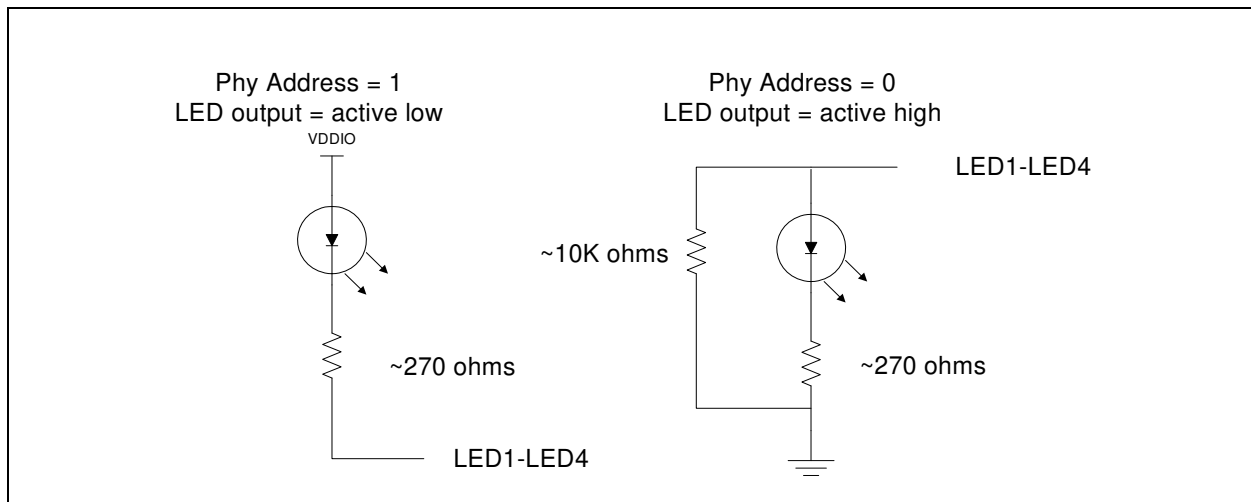 Phy Address = 1
LED output = active low
VDDIO
~270 ohms
LED1-LED4
Phy Address = 0
LED output = active high
LED1-LED4
~10K ohms
~270 ohms